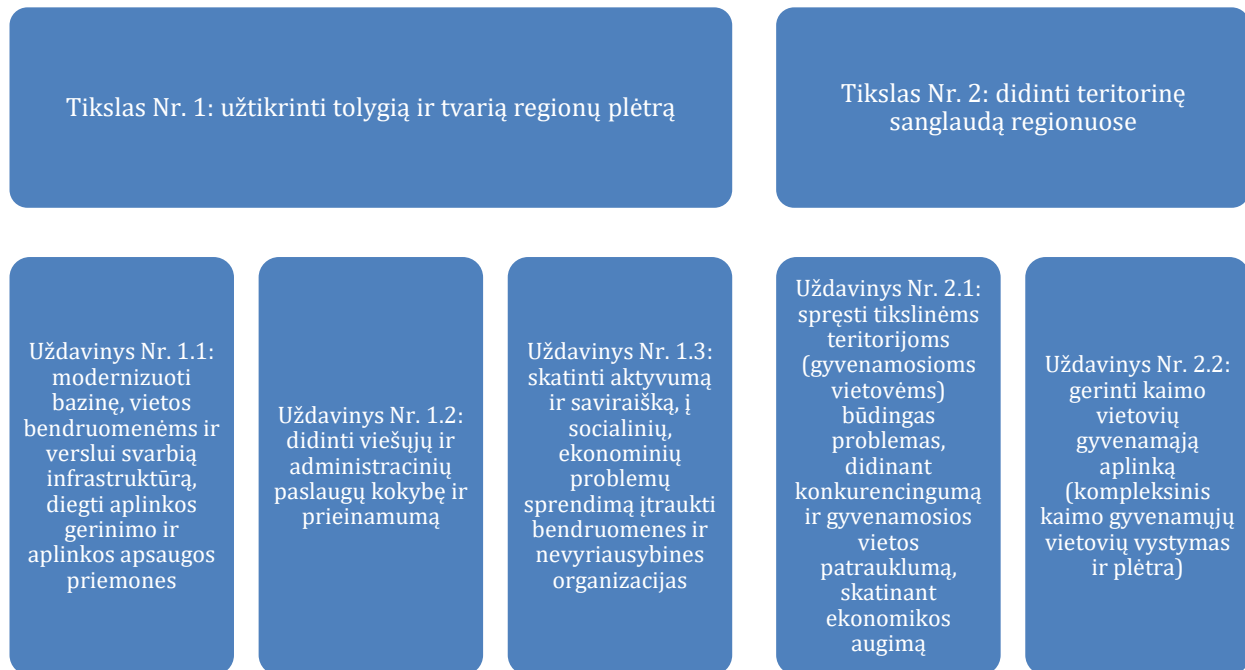 Tikslas Nr. 1: užtikrinti tolygią ir tvarią regionų plėtrą
Tikslas Nr. 2: didinti teritorinę
sanglaudą regionuose
Uždavinys Nr. 1.1:
modernizuoti
bazinę, vietos
bendruomenėms ir
verslui svarbią
infrastruktūrą,
diegti aplinkos
gerinimo ir
aplinkos apsaugos
priemones
Uždavinys Nr. 1.2:
didinti viešųjų ir
administracinių
paslaugų kokybę ir
prieinamumą
Uždavinys Nr. 1.3:
skatinti aktyvumą
ir saviraišką, į
socialinių,
ekonominių
problemų
sprendimą įtraukti
bendruomenes ir
nevyriausybines
organizacijas
Uždavinys Nr. 2.1:
spręsti tikslinėms
teritorijoms
(gyvenamosioms
vietovėms)
būdingas
problemas,
didinant
konkurencingumą
ir gyvenamosios
vietos
patrauklumą,
skatinant
ekonomikos
augimą
Uždavinys Nr. 2.2:
gerinti kaimo
vietovių
gyvenamąją
aplinką
(kompleksinis
kaimo gyvenamųjų
vietovių vystymas
ir plėtra)